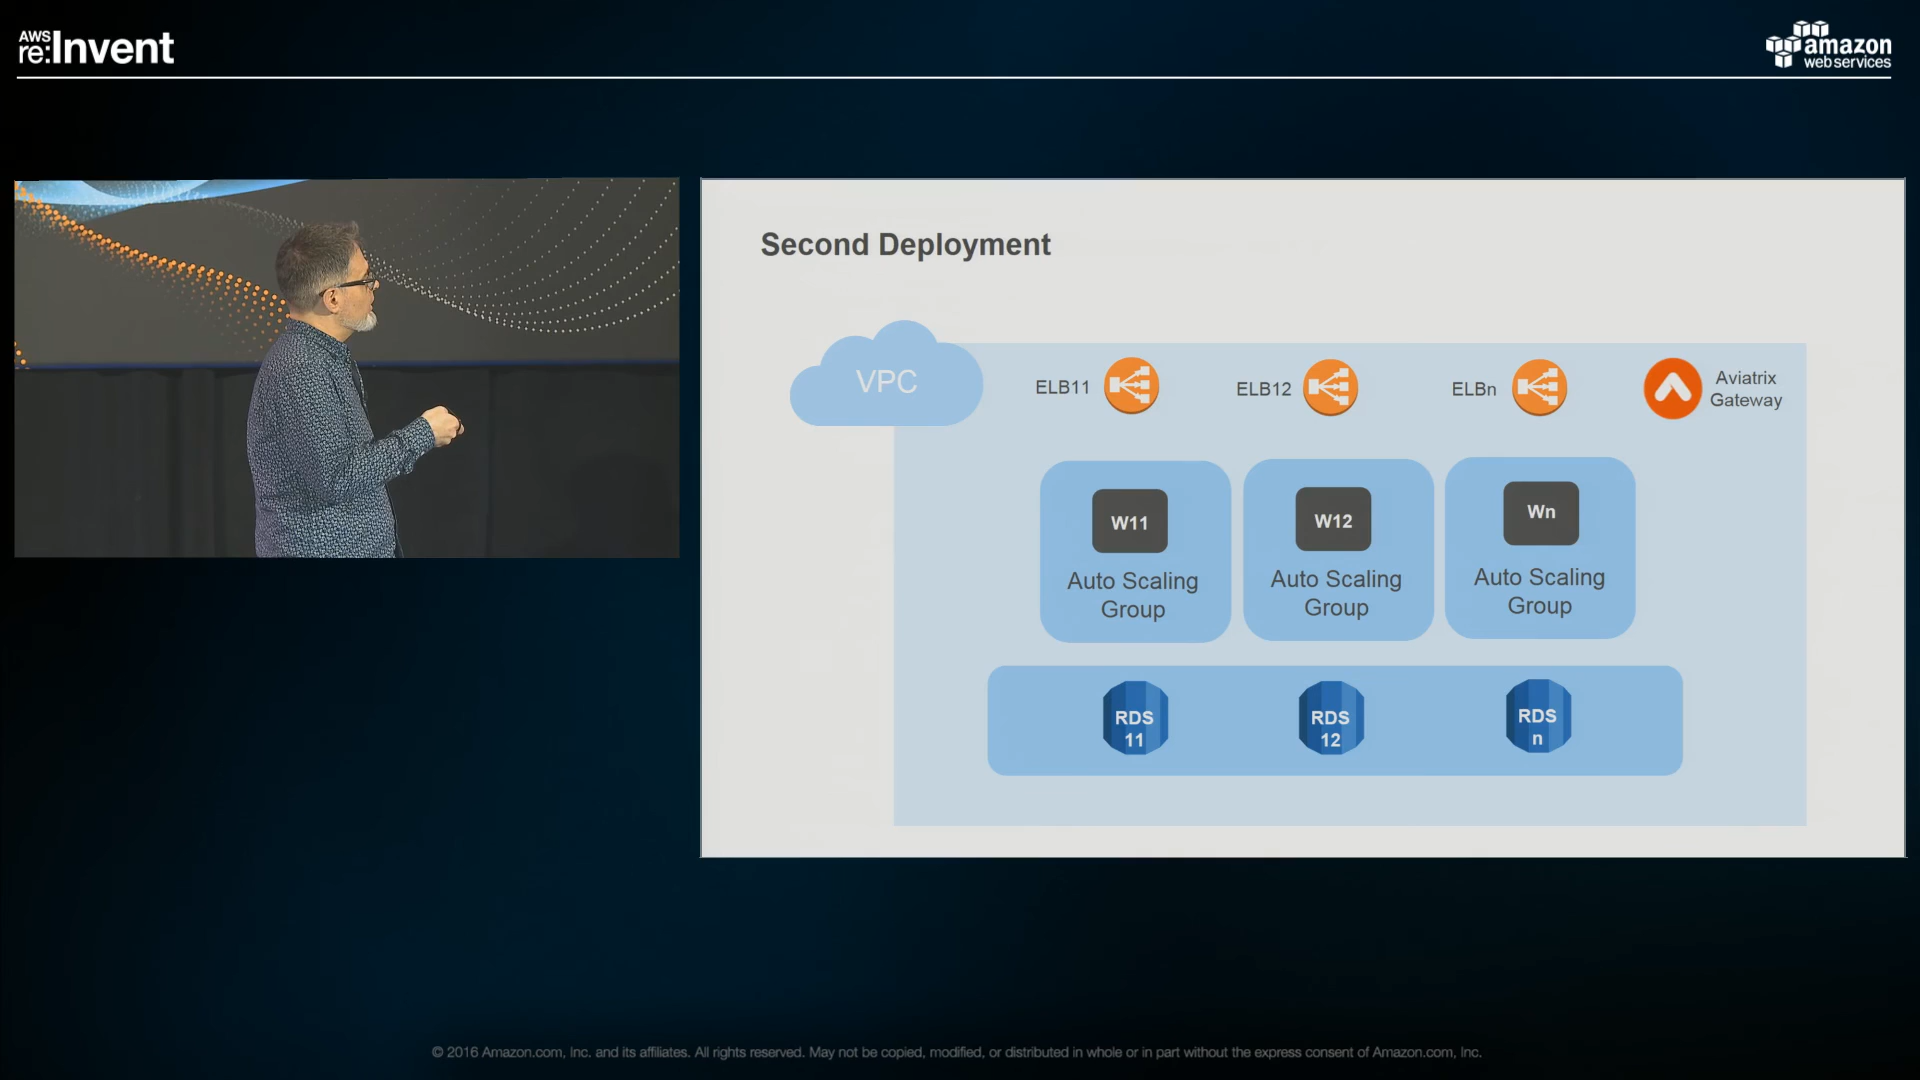 AWS
re:Invent
amazon
web services
Second Deployment
VPC
ELB11
ELB12
ELBn
Aviatrix
Gateway
W11
Auto Scaling
Group
W12
Auto Scaling
Group
Wn
Auto Scaling
Group
RDS
11
RDS
12
RDS
n
© 2016 Amazon.com, Inc. and its affiliates. All rights reserved. May not be copied, modified, or distributed in whole or in part without the express consent of Amazon.com, Inc.